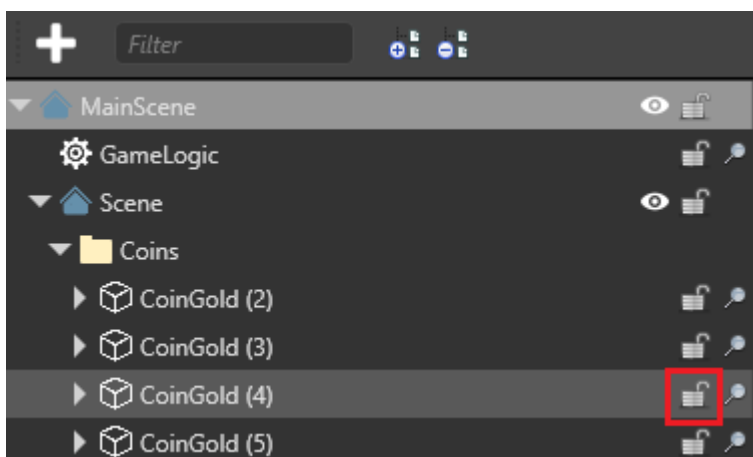 Filter
MainScene
GameLogic
Scene
Coins
CoinGold (2)
CoinGold (3)
CoinGold (4)
CoinGold (5)